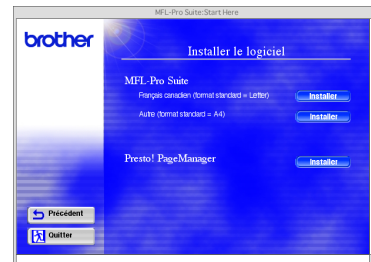 MFL-Pro Suite:Start Here
brother
Installer le logiciel
MFL-Pro Suite
Français canadien (format standard = Letter) Installer
Autre (format standard = A4) Installer
Presto! PageManager Installer
Précédent
Quitter